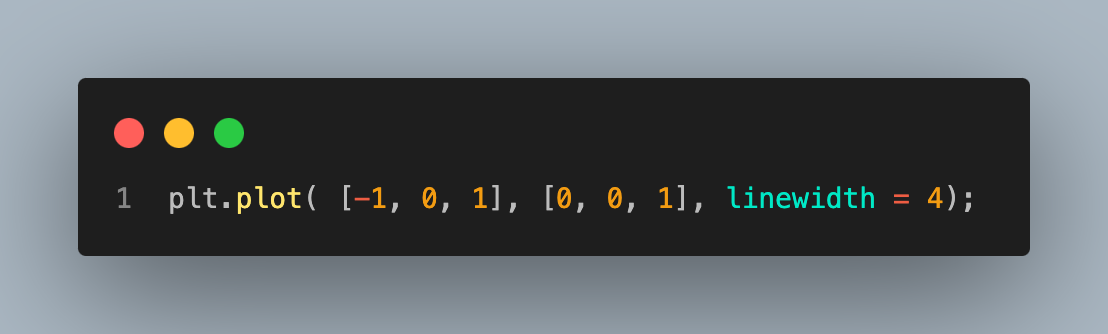 1 plt.plot( [-1, 0, 1], [0, 0, 1], linewidth = 4);